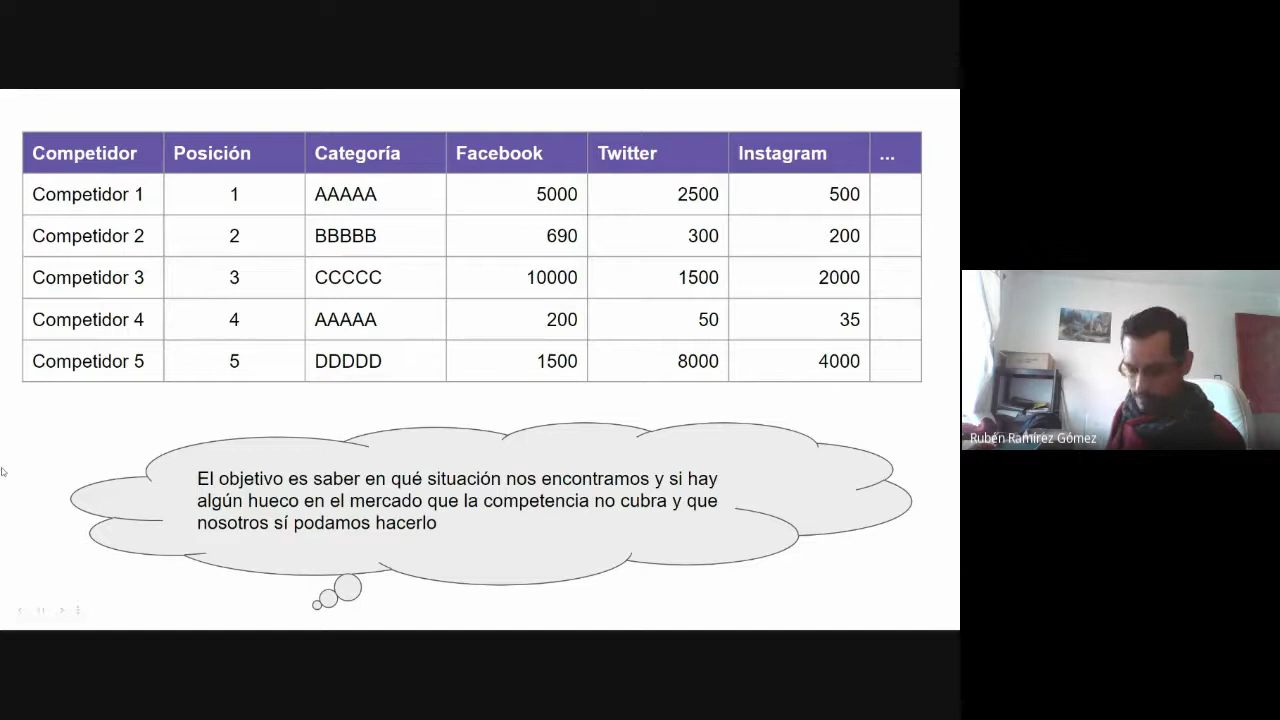 Competidor Posición Categoría Facebook Twitter Instagram ...
Competidor 1 1 AAAAA 5000 2500 500
Competidor 2 2 BBBBB 690 300 200
Competidor 3 3 CCCCC 10000 1500 2000
Competidor 4 4 AAAAA 200 50 35
Competidor 5 5 DDDDD 1500 8000 4000
El objetivo es saber en qué situación nos encontramos y si hay
algún hueco en el mercado que la competencia no cubra y que
nosotros sí podamos hacerlo
Rubén Ramírez Gómez